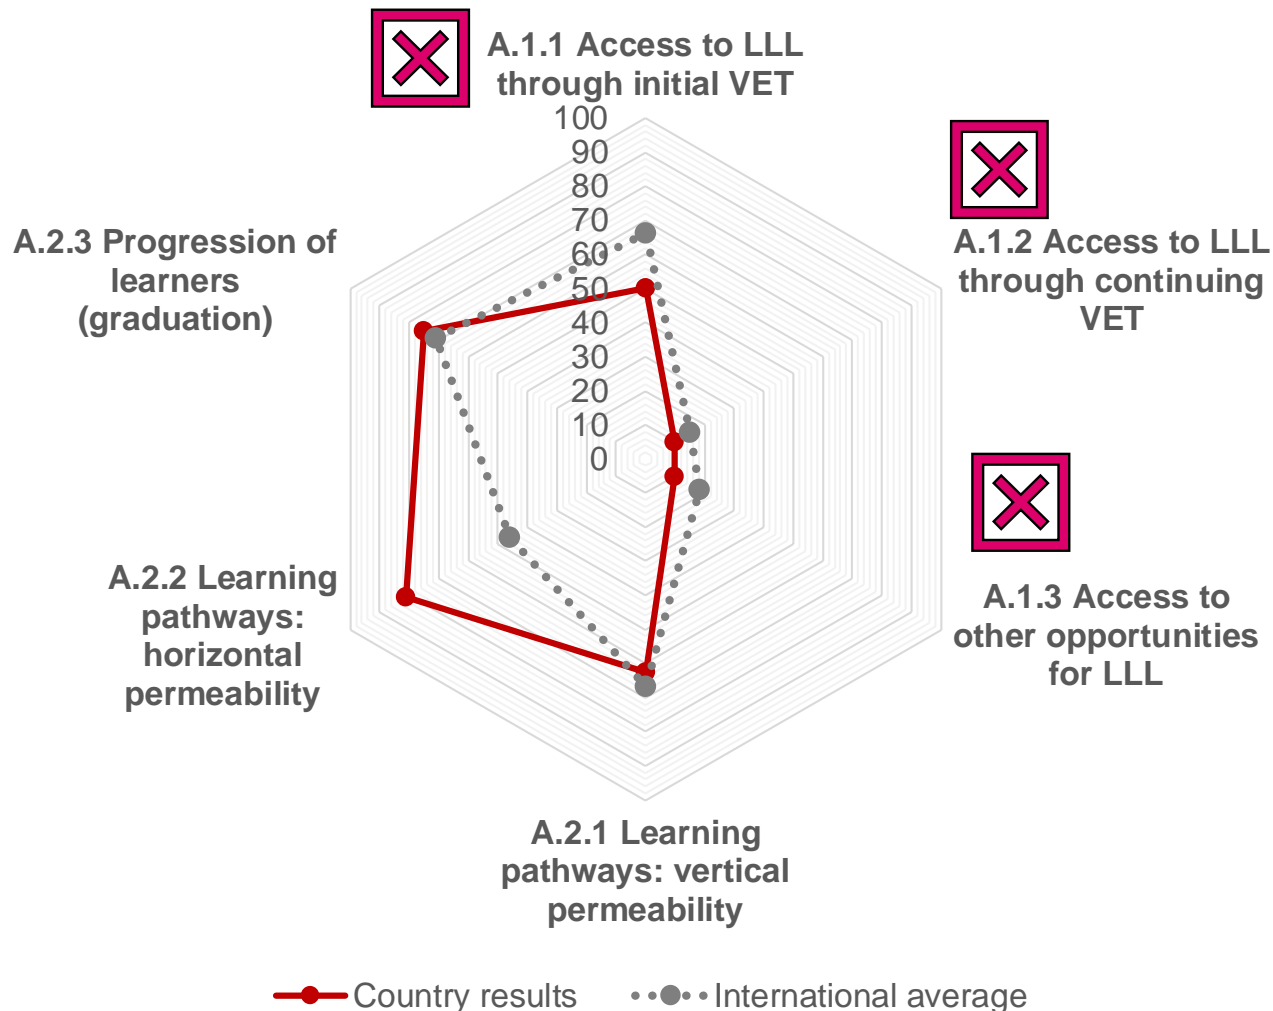 A.1.1 Access to LLL
through initial VET
100
90
80
70
60
50
40
30
20
10
0
A.1.2 Access to LLL
through continuing
VET
A.1.3 Access to
other opportunities
for LLL
A.2.1 Learning
pathways: vertical
permeability
A.2.2 Learning
pathways:
horizontal
permeability
A.2.3 Progression of
learners
(graduation)
Country results
International average